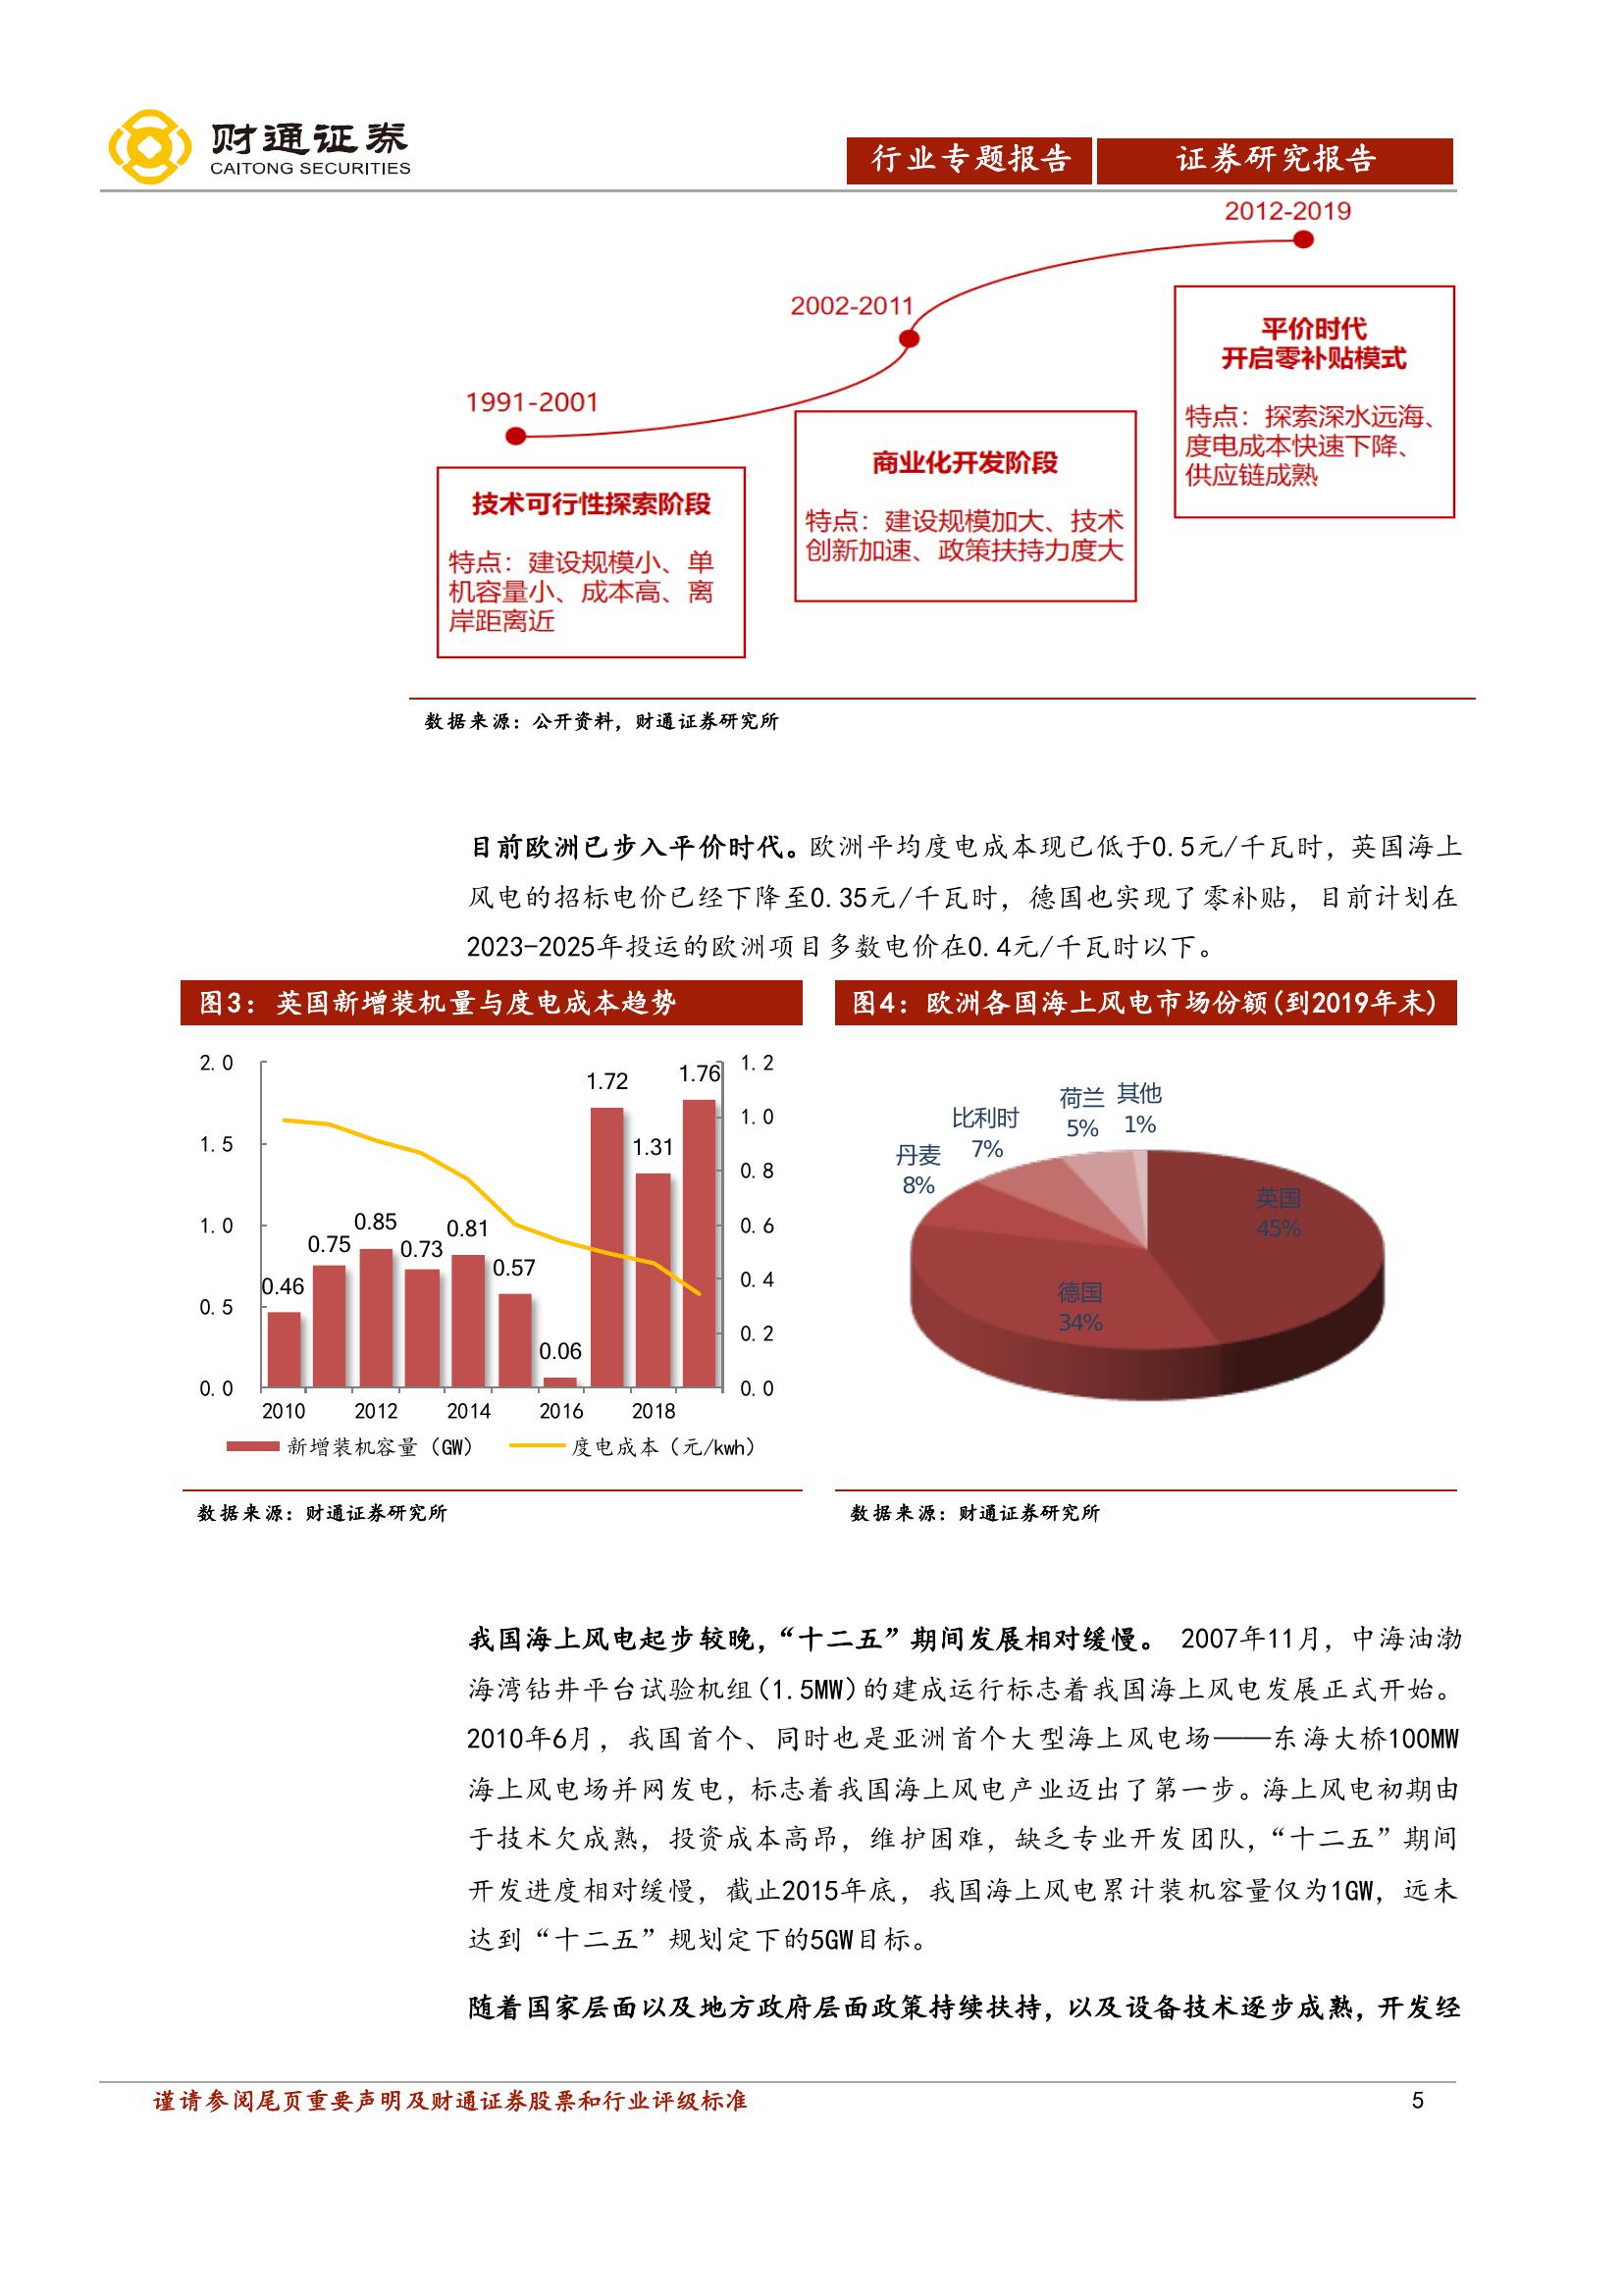 财通证券
CAITONG SECURITIES
行业专题报告
证券研究报告
2012-2019
2002-2011
1991-2001
平价时代
开启零补贴模式
特点：探索深水远海、
度电成本快速下降、
供应链成熟
商业化开发阶段
特点：建设规模加大、技术
创新加速、政策扶持力度大
技术可行性探索阶段
特点：建设规模小、单
机容量小、成本高、离
岸距离近
数据来源：公开资料，财通证券研究所
目前欧洲已步入平价时代。欧洲平均度电成本现已低于0.5元/千瓦时，英国海上
风电的招标电价已经下降至0.35元/千瓦时，德国也实现了零补贴，目前计划在
2023-2025年投运的欧洲项目多数电价在0.4元/千瓦时以下。
图3：英国新增装机量与度电成本趋势
2.0
1.5
1.0
0.5
0.0
1.2
1.0
0.8
0.6
0.4
0.2
0.0
0.46
0.75
0.85
0.73
0.81
0.57
0.06
1.72
1.31
1.76
2010
2012
2014
2016
2018
新增装机容量（GW）
度电成本（元/kwh）
数据来源：财通证券研究所
图4：欧洲各国海上风电市场份额(到2019年末)
英国
45%
德国
34%
丹麦
8%
比利时
7%
荷兰
5%
其他
1%
数据来源：财通证券研究所
我国海上风电起步较晚，“十二五”期间发展相对缓慢。 2007年11月，中海油渤
海湾钻井平台试验机组(1.5MW)的建成运行标志着我国海上风电发展正式开始。
2010年6月，我国首个、同时也是亚洲首个大型海上风电场——东海大桥100MW
海上风电场并网发电，标志着我国海上风电产业迈出了第一步。海上风电初期由
于技术欠成熟，投资成本高昂，维护困难，缺乏专业开发团队，“十二五”期间
开发进度相对缓慢，截止2015年底，我国海上风电累计装机容量仅为1GW，远未
达到“十二五”规划定下的5GW目标。
随着国家层面以及地方政府层面政策持续扶持，以及设备技术逐步成熟，开发经
谨请参阅尾页重要声明及财通证券股票和行业评级标准
5